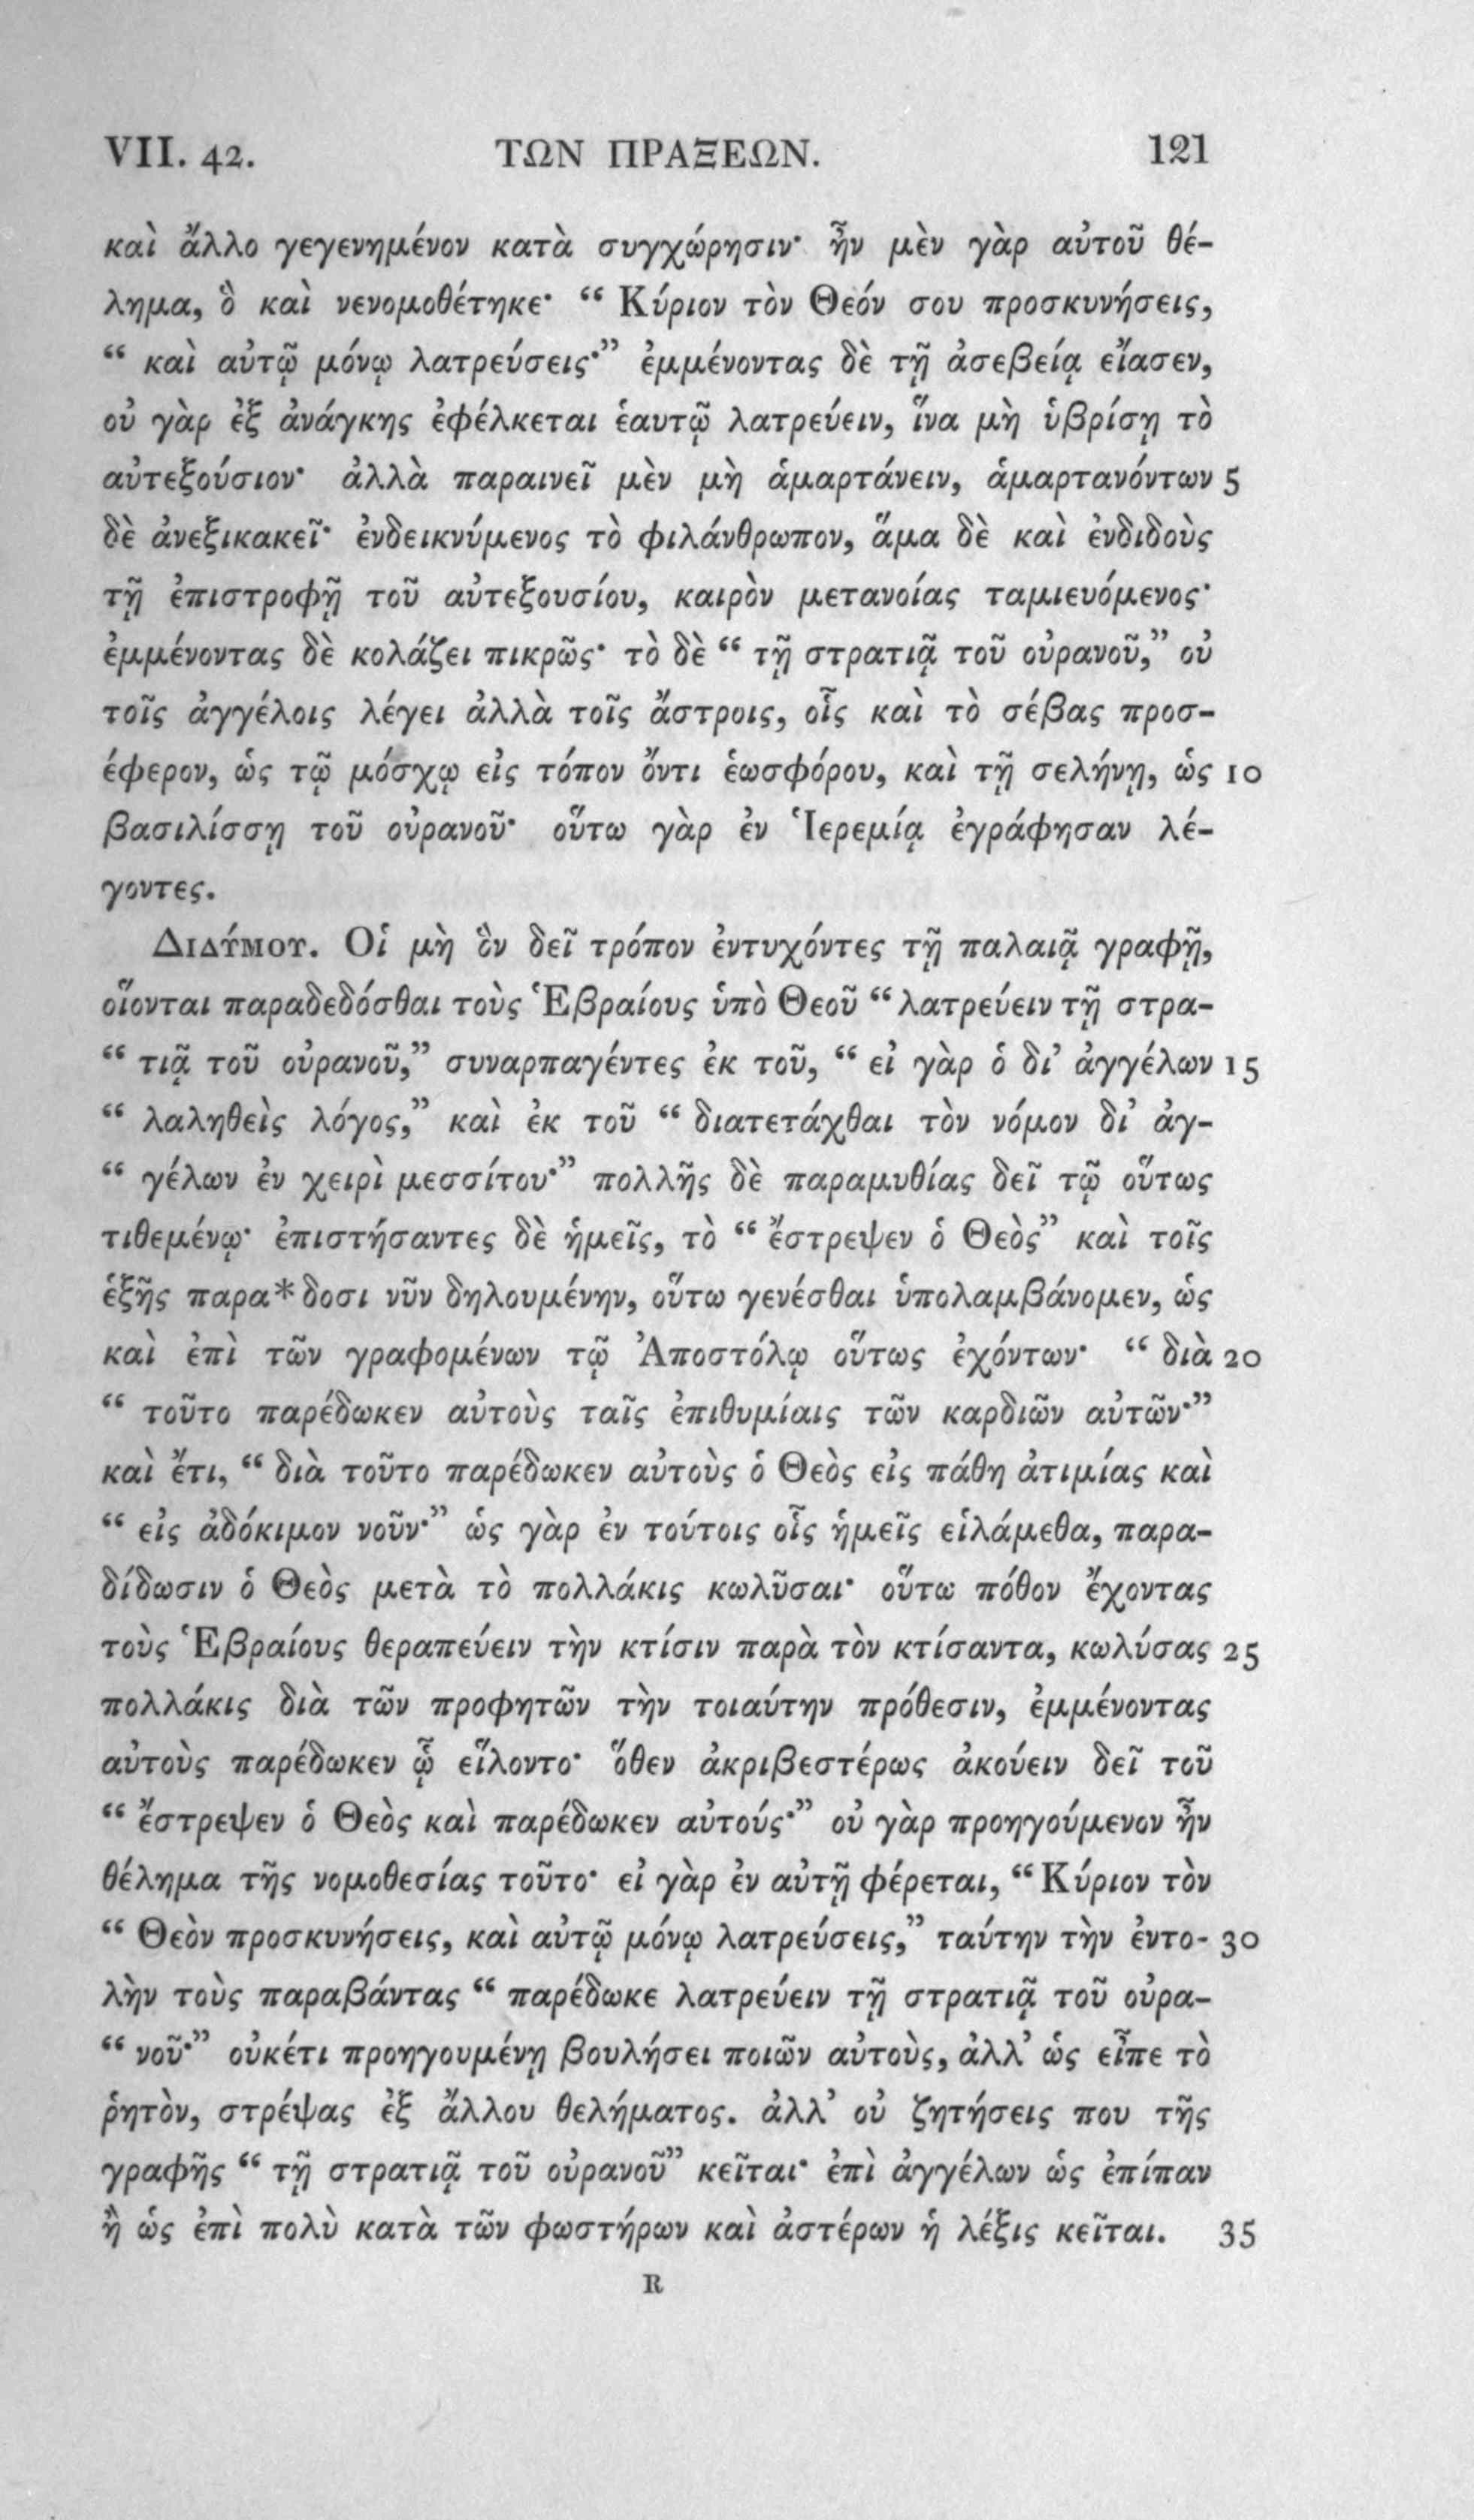 VII. 42. ΤΩΝ ΠΡΑΞΕΩΝ. 121
καὶ ἄλλο γεγενημένον κατὰ συγχώρησιν· ἦν μὲν γὰρ αὐτοῦ θέ-
λημα, ὃ καὶ νενομοθέτηκε· “ Κύριον τὸν Θεόν σου προσκυνήσεις,
“ καὶ αὐτῷ μόνῳ λατρεύσεις·” ἐμμένοντας δὲ τῇ ἀσεβείᾳ εἴασεν,
οὐ γὰρ ἐξ ἀνάγκης ἐφέλκεται ἑαυτῷ λατρεύειν, ἵνα μὴ ὑβρίσῃ τὸ
αὐτεξούσιον· ἀλλὰ παραινεῖ μὲν μὴ ἁμαρτάνειν, ἁμαρτανόντων 5
δὲ ἀνεξικακεῖ· ἐνδεικνύμενος τὸ φιλάνθρωπον, ἅμα δὲ καὶ ἐνδιδοὺς
τῇ ἐπιστροφῇ τοῦ αὐτεξουσίου, καιρὸν μετανοίας ταμιευόμενος·
ἐμμένοντας δὲ κολάζει πικρῶς· τὸ δὲ “ τῇ στρατιᾷ τοῦ οὐρανοῦ,” οὐ
τοῖς ἀγγέλοις λέγει ἀλλὰ τοῖς ἄστροις, οἷς καὶ τὸ σέβας προσ-
έφερον, ὡς τῷ μόσχῳ εἰς τόπον ὄντι ἑωσφόρου, καὶ τῇ σελήνῃ, ὡς 10
βασιλίσσῃ τοῦ οὐρανοῦ· οὕτω γὰρ ἐν Ἱερεμίᾳ ἐγράφησαν λέ-
γοντες.
ΔΙΔΎΜΟΥ. Οἱ μὴ ὃν δεῖ τρόπον ἐντυχόντες τῇ παλαιᾷ γραφῇ,
οἴονται παραδεδόσθαι τοὺς Ἑβραίους ὑπὸ Θεοῦ “ λατρεύειν τῇ στρα-
“ τιᾷ τοῦ οὐρανοῦ,” συναρπαγέντες ἐκ τοῦ, “ εἰ γὰρ ὁ δι’ ἀγγέλων 15
“ λαληθεὶς λόγος,” καὶ ἐκ τοῦ “ διατετάχθαι τὸν νόμον δι’ ἀγ-
“ γέλων ἐν χειρὶ μεσσίτου·” πολλῆς δὲ παραμυθίας δεῖ τῷ οὕτως
τιθεμένῳ· ἐπιστήσαντες δὲ ἡμεῖς, τὸ “ ἔστρεψεν ὁ Θεὸς” καὶ τοῖς
ἑξῆς παρα*δοσι νῦν δηλουμένην, οὕτω γενέσθαι ὑπολαμβάνομεν, ὡς
καὶ ἐπὶ τῶν γραφομένων τῷ Ἀποστόλῳ οὕτως ἐχόντων· “ διὰ 20
“ τοῦτο παρέδωκεν αὐτοὺς ταῖς ἐπιθυμίαις τῶν καρδιῶν αὐτῶν·”
καὶ ἔτι, “ διὰ τοῦτο παρέδωκεν αὐτοὺς ὁ Θεὸς εἰς πάθη ἀτιμίας καὶ
“ εἰς ἀδόκιμον νοῦν·” ὡς γὰρ ἐν τούτοις οἷς ἡμεῖς εἱλάμεθα, παρα-
δίδωσιν ὁ Θεὸς μετὰ τὸ πολλάκις κωλῦσαι· οὕτω πόθον ἔχοντας
τοὺς Ἑβραίους θεραπεύειν τὴν κτίσιν παρὰ τὸν κτίσαντα, κωλύσας 25
πολλάκις διὰ τῶν προφητῶν τὴν τοιαύτην πρόθεσιν, ἐμμένοντας
αὐτοὺς παρέδωκεν ᾧ εἵλοντο· ὅθεν ἀκριβεστέρως ἀκούειν δεῖ τοῦ
“ ἔστρεψεν ὁ Θεὸς καὶ παρέδωκεν αὐτούς·” οὐ γὰρ προηγούμενον ἦν
θέλημα τῆς νομοθεσίας τοῦτο· εἰ γὰρ ἐν αὐτῇ φέρεται, “ Κύριον τὸν
“ Θεὸν προσκυνήσεις, καὶ αὐτῷ μόνῳ λατρεύσεις,” ταύτην τὴν ἐντο- 30
λὴν τοὺς παραβάντας “ παρέδωκε λατρεύειν τῇ στρατιᾷ τοῦ οὐρα-
“ νοῦ·” οὐκέτι προηγουμένῃ βουλήσει ποιῶν αὐτοὺς, ἀλλ’ ὡς εἶπε τὸ
ῥητὸν, στρέψας ἐξ ἄλλου θελήματος. ἀλλ’ οὐ ζητήσεις που τῆς
γραφῆς “ τῇ στρατιᾷ τοῦ οὐρανοῦ” κεῖται· ἐπὶ ἀγγέλων ὡς ἐπίπαν
ἢ ὡς ἐπὶ πολὺ κατὰ τῶν φωστήρων καὶ ἀστέρων ἡ λέξις κεῖται. 35
R